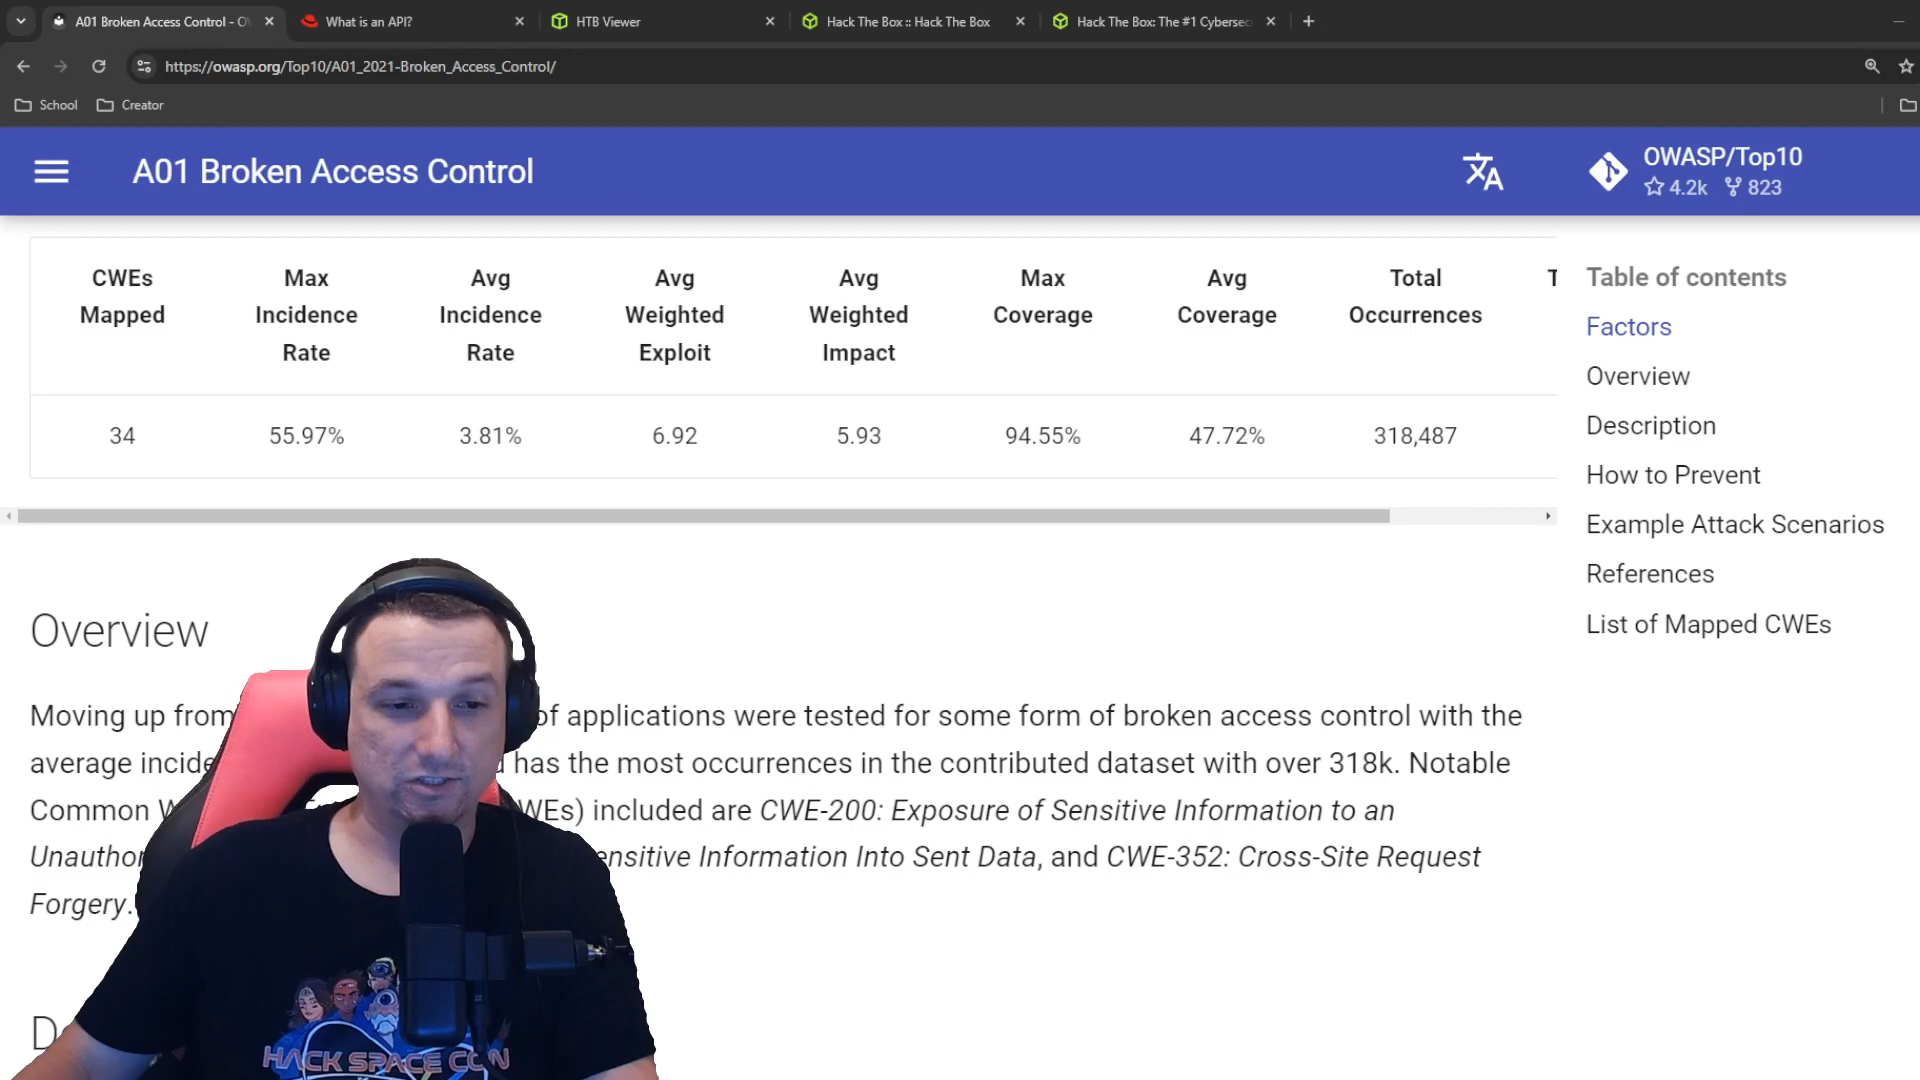 A01 Broken Access Control - O
What is an API?
HTB Viewer
Hack The Box :: Hack The Box
Hack The Box: The #1 Cybersec
https://owasp.org/Top10/A01_2021-Broken_Access_Control/
School
Creator
A01 Broken Access Control
OWASP/Top10
4.2k 823
CWEs Mapped
Max Incidence Rate
Avg Incidence Rate
Avg Weighted Exploit
Avg Weighted Impact
Max Coverage
Avg Coverage
Total Occurrences
T
34 55.97% 3.81% 6.92 5.93 94.55% 47.72% 318,487
Table of contents
Factors
Overview
Description
How to Prevent
Example Attack Scenarios
References
List of Mapped CWEs
Overview
Moving up from of applications were tested for some form of broken access control with the
average incide has the most occurrences in the contributed dataset with over 318k. Notable
Common W WEs) included are CWE-200: Exposure of Sensitive Information to an
Unauthor ensitive Information Into Sent Data, and CWE-352: Cross-Site Request
Forgery.
HACK SPACE CON